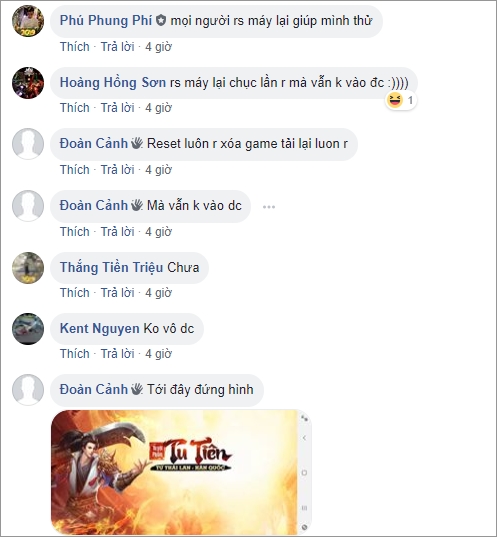 Phú Phung Phí mọi người rs máy lại giúp mình thử
Thích · Trả lời · 4 giờ
Hoàng Hồng Sơn rs máy lại chục lần r mà vẫn k vào đc :))))
1
Thích · Trả lời · 4 giờ
Đoàn Cảnh Reset luôn r xóa game tải lại luon r
Thích · Trả lời · 4 giờ
Đoàn Cảnh Mà vẫn k vào dc
Thích · Trả lời · 4 giờ
Thắng Tiền Triệu Chưa
Thích · Trả lời · 4 giờ
Kent Nguyen Ko vô dc
Thích · Trả lời · 4 giờ
Đoàn Cảnh Tới đây đứng hình
Tu Tiên
TỪ THÁI LAN - HÀN QUỐC